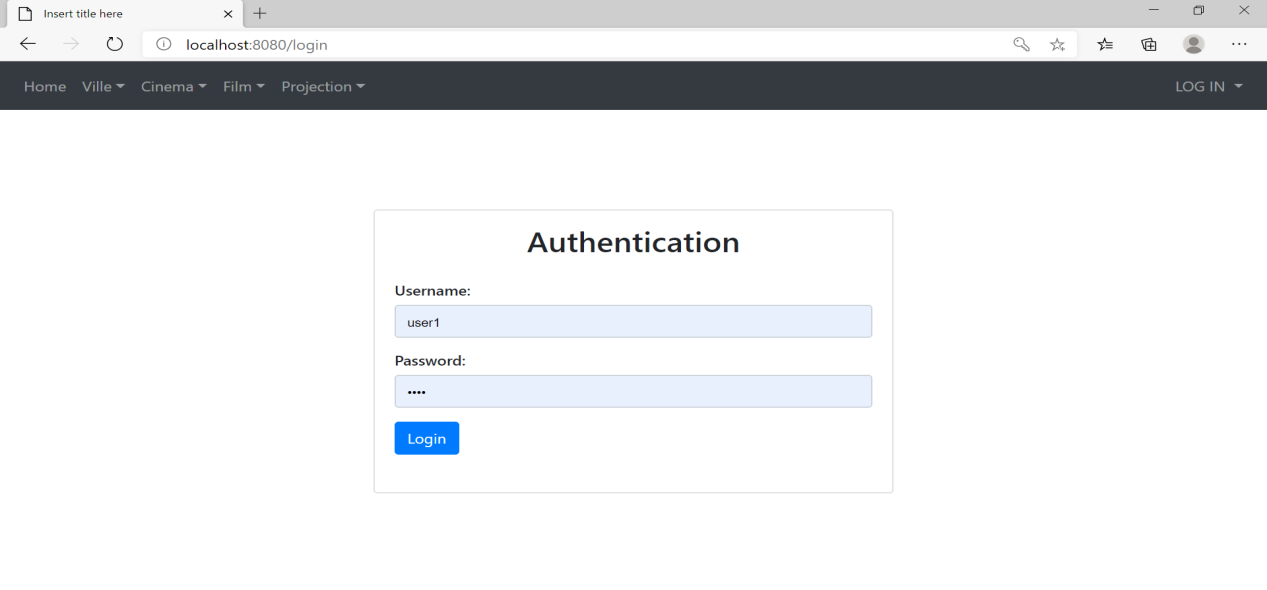 Insert title here
localhost:8080/login
Home Ville Cinema Film Projection LOG IN
Authentication
Username:
user1
Password:
••••
Login